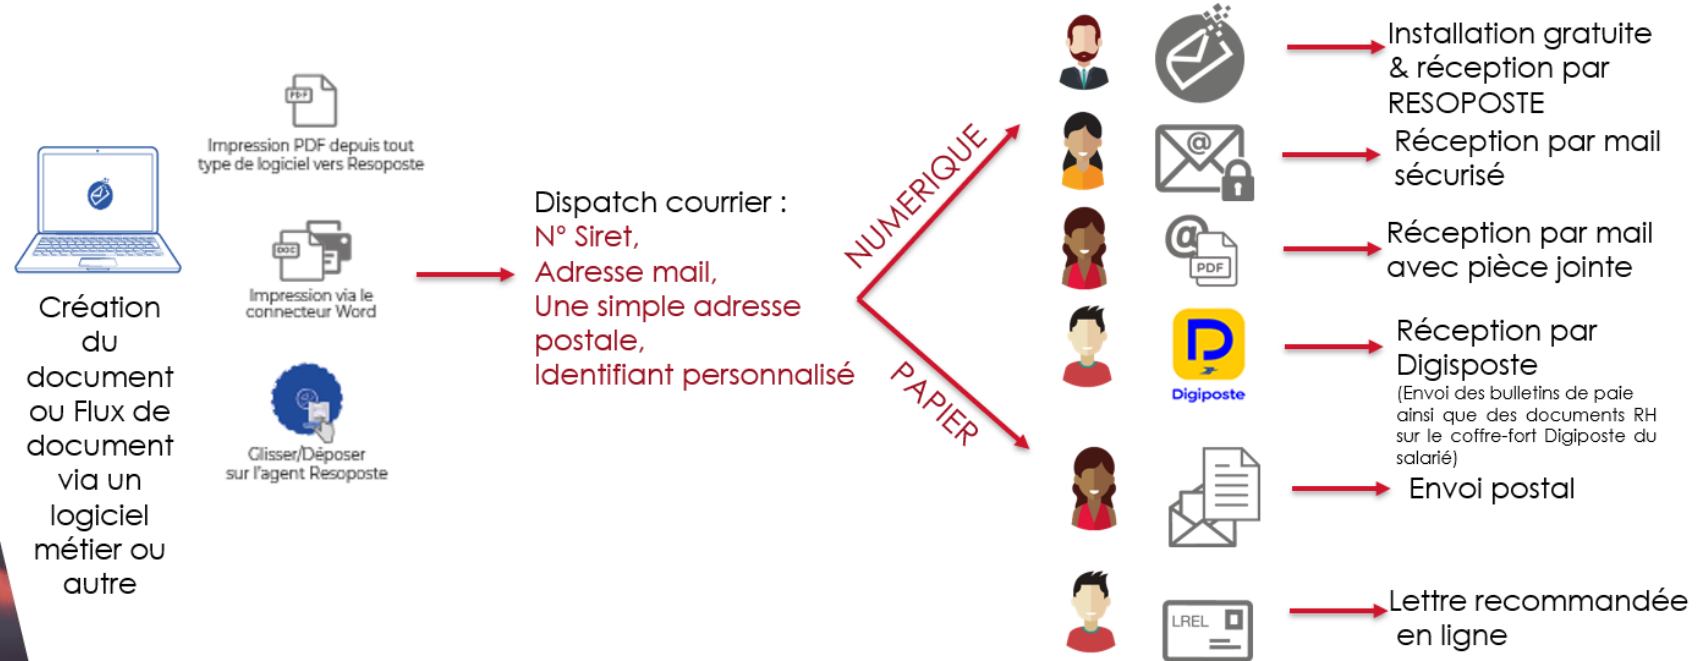 Création
du
document
ou Flux de
document
via un
logiciel
métier ou
autre
PDF
Impression PDF depuis tout
type de logiciel vers Resoposte
DOC
Impression via le
connecteur Word
Glisser/Déposer
sur l'agent Resoposte
Dispatch courrier :
N° Siret,
Adresse mail,
Une simple adresse
postale,
Identifiant personnalisé
NUMERIQUE
PAPIER
Installation gratuite
& réception par
RESOPOSTE
@
Réception par mail
sécurisé
@
PDF
Réception par mail
avec pièce jointe
Digiposte
Réception par
Digisposte
(Envoi des bulletins de paie
ainsi que des documents RH
sur le coffre-fort Digiposte du
salarié)
Envoi postal
LREL
Lettre recommandée
en ligne